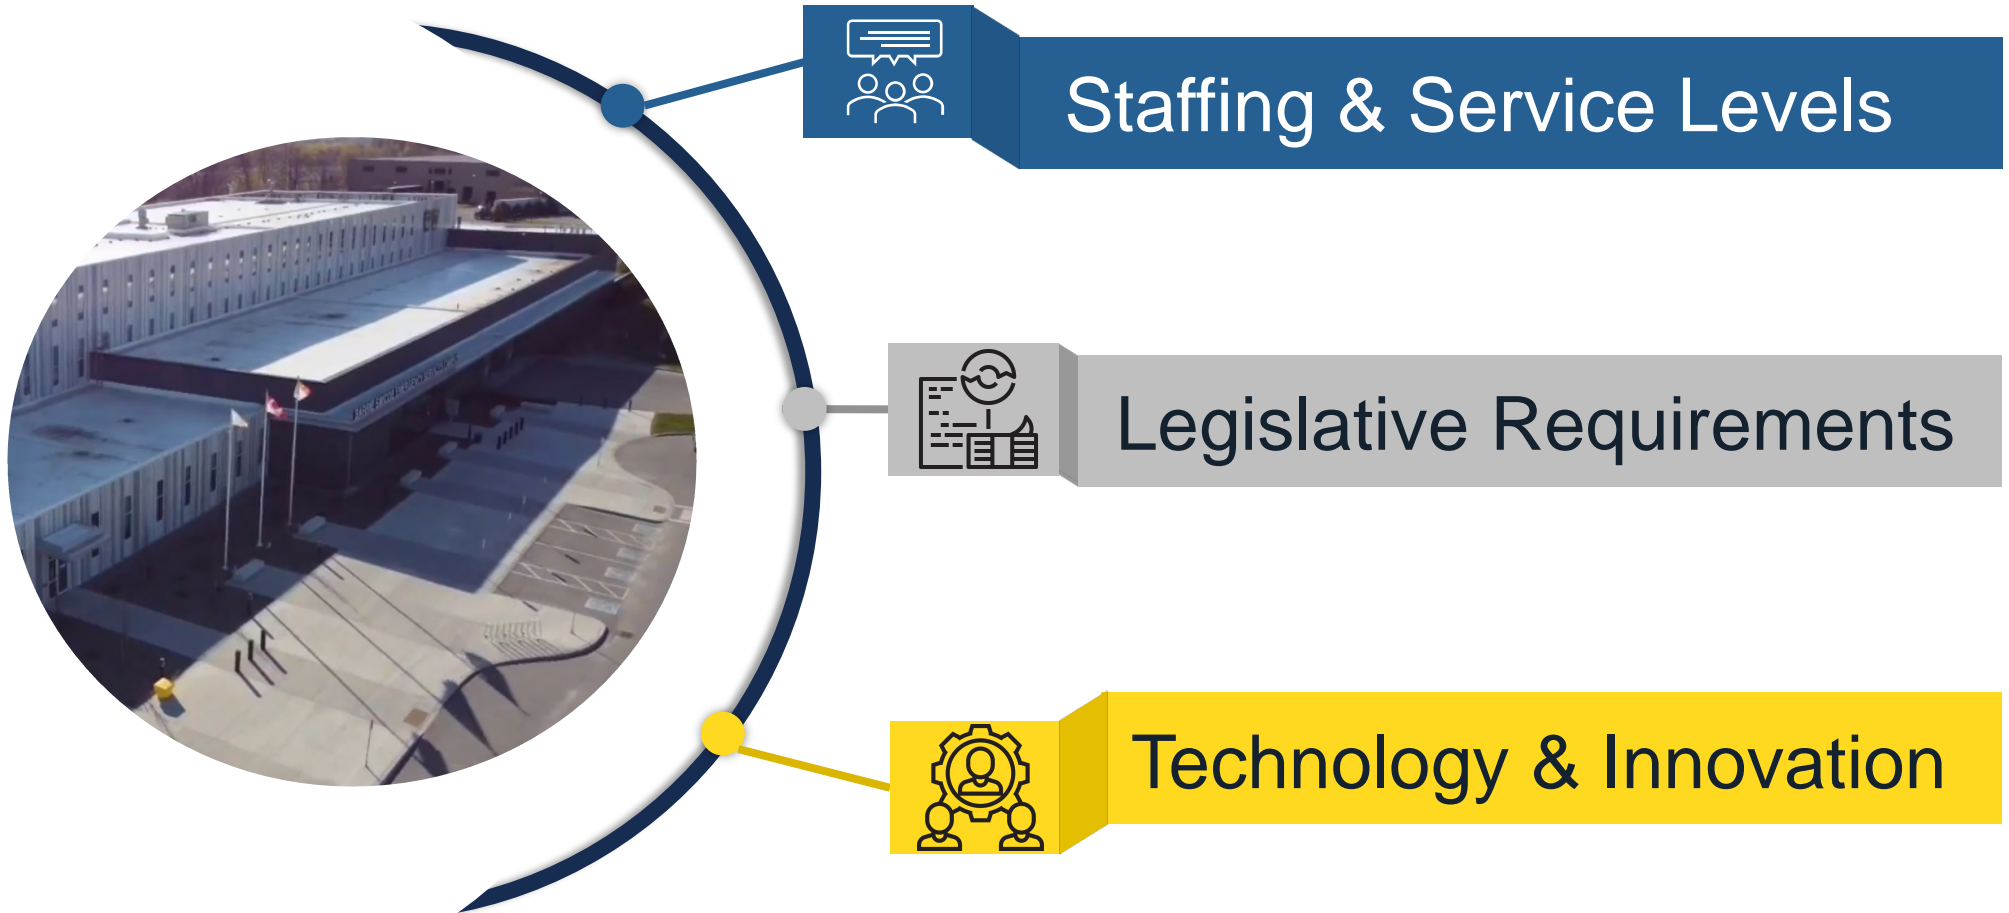 Staffing & Service Levels
Legislative Requirements
Technology & Innovation